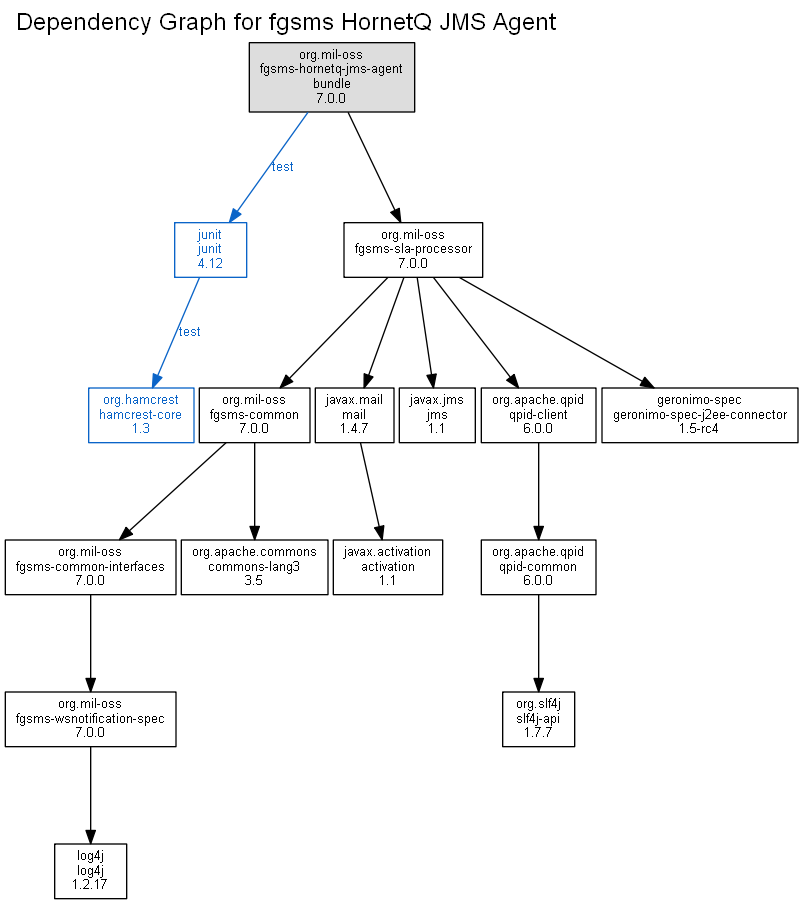 Dependency Graph for fgsms HornetQ JMS Agent
org.mil-oss
fgsms-hornetq-jms-agent
bundle
7.0.0
test
junit
junit
4.12
org.mil-oss
fgsms-sla-processor
7.0.0
test
org.hamcrest
hamcrest-core
1.3
org.mil-oss
fgsms-common
7.0.0
javax.mail
mail
1.4.7
javax.jms
jms
1.1
org.apache.qpid
qpid-client
6.0.0
geronimo-spec
geronimo-spec-j2ee-connector
1.5-rc4
org.mil-oss
fgsms-common-interfaces
7.0.0
org.apache.commons
commons-lang3
3.5
javax.activation
activation
1.1
org.apache.qpid
qpid-common
6.0.0
org.mil-oss
fgsms-wsnotification-spec
7.0.0
org.slf4j
slf4j-api
1.7.7
log4j
log4j
1.2.17